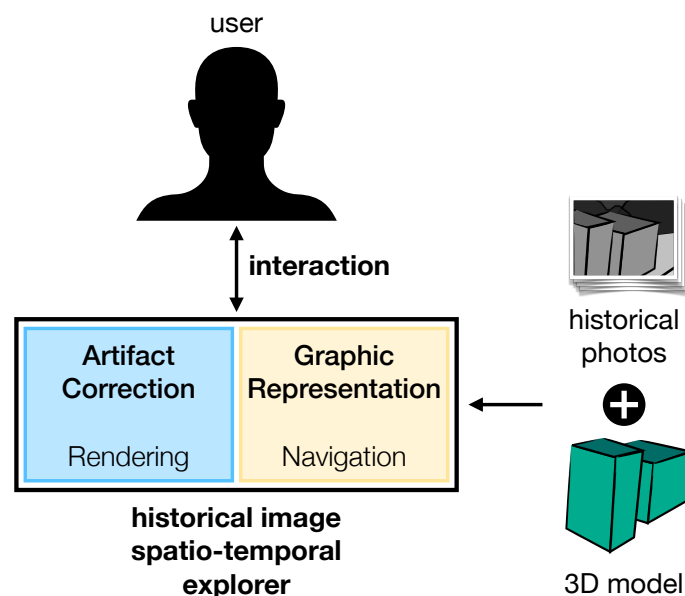 user
interaction
Artifact
Correction
Rendering
Graphic
Representation
Navigation
historical image
spatio-temporal
explorer
historical
photos
3D model